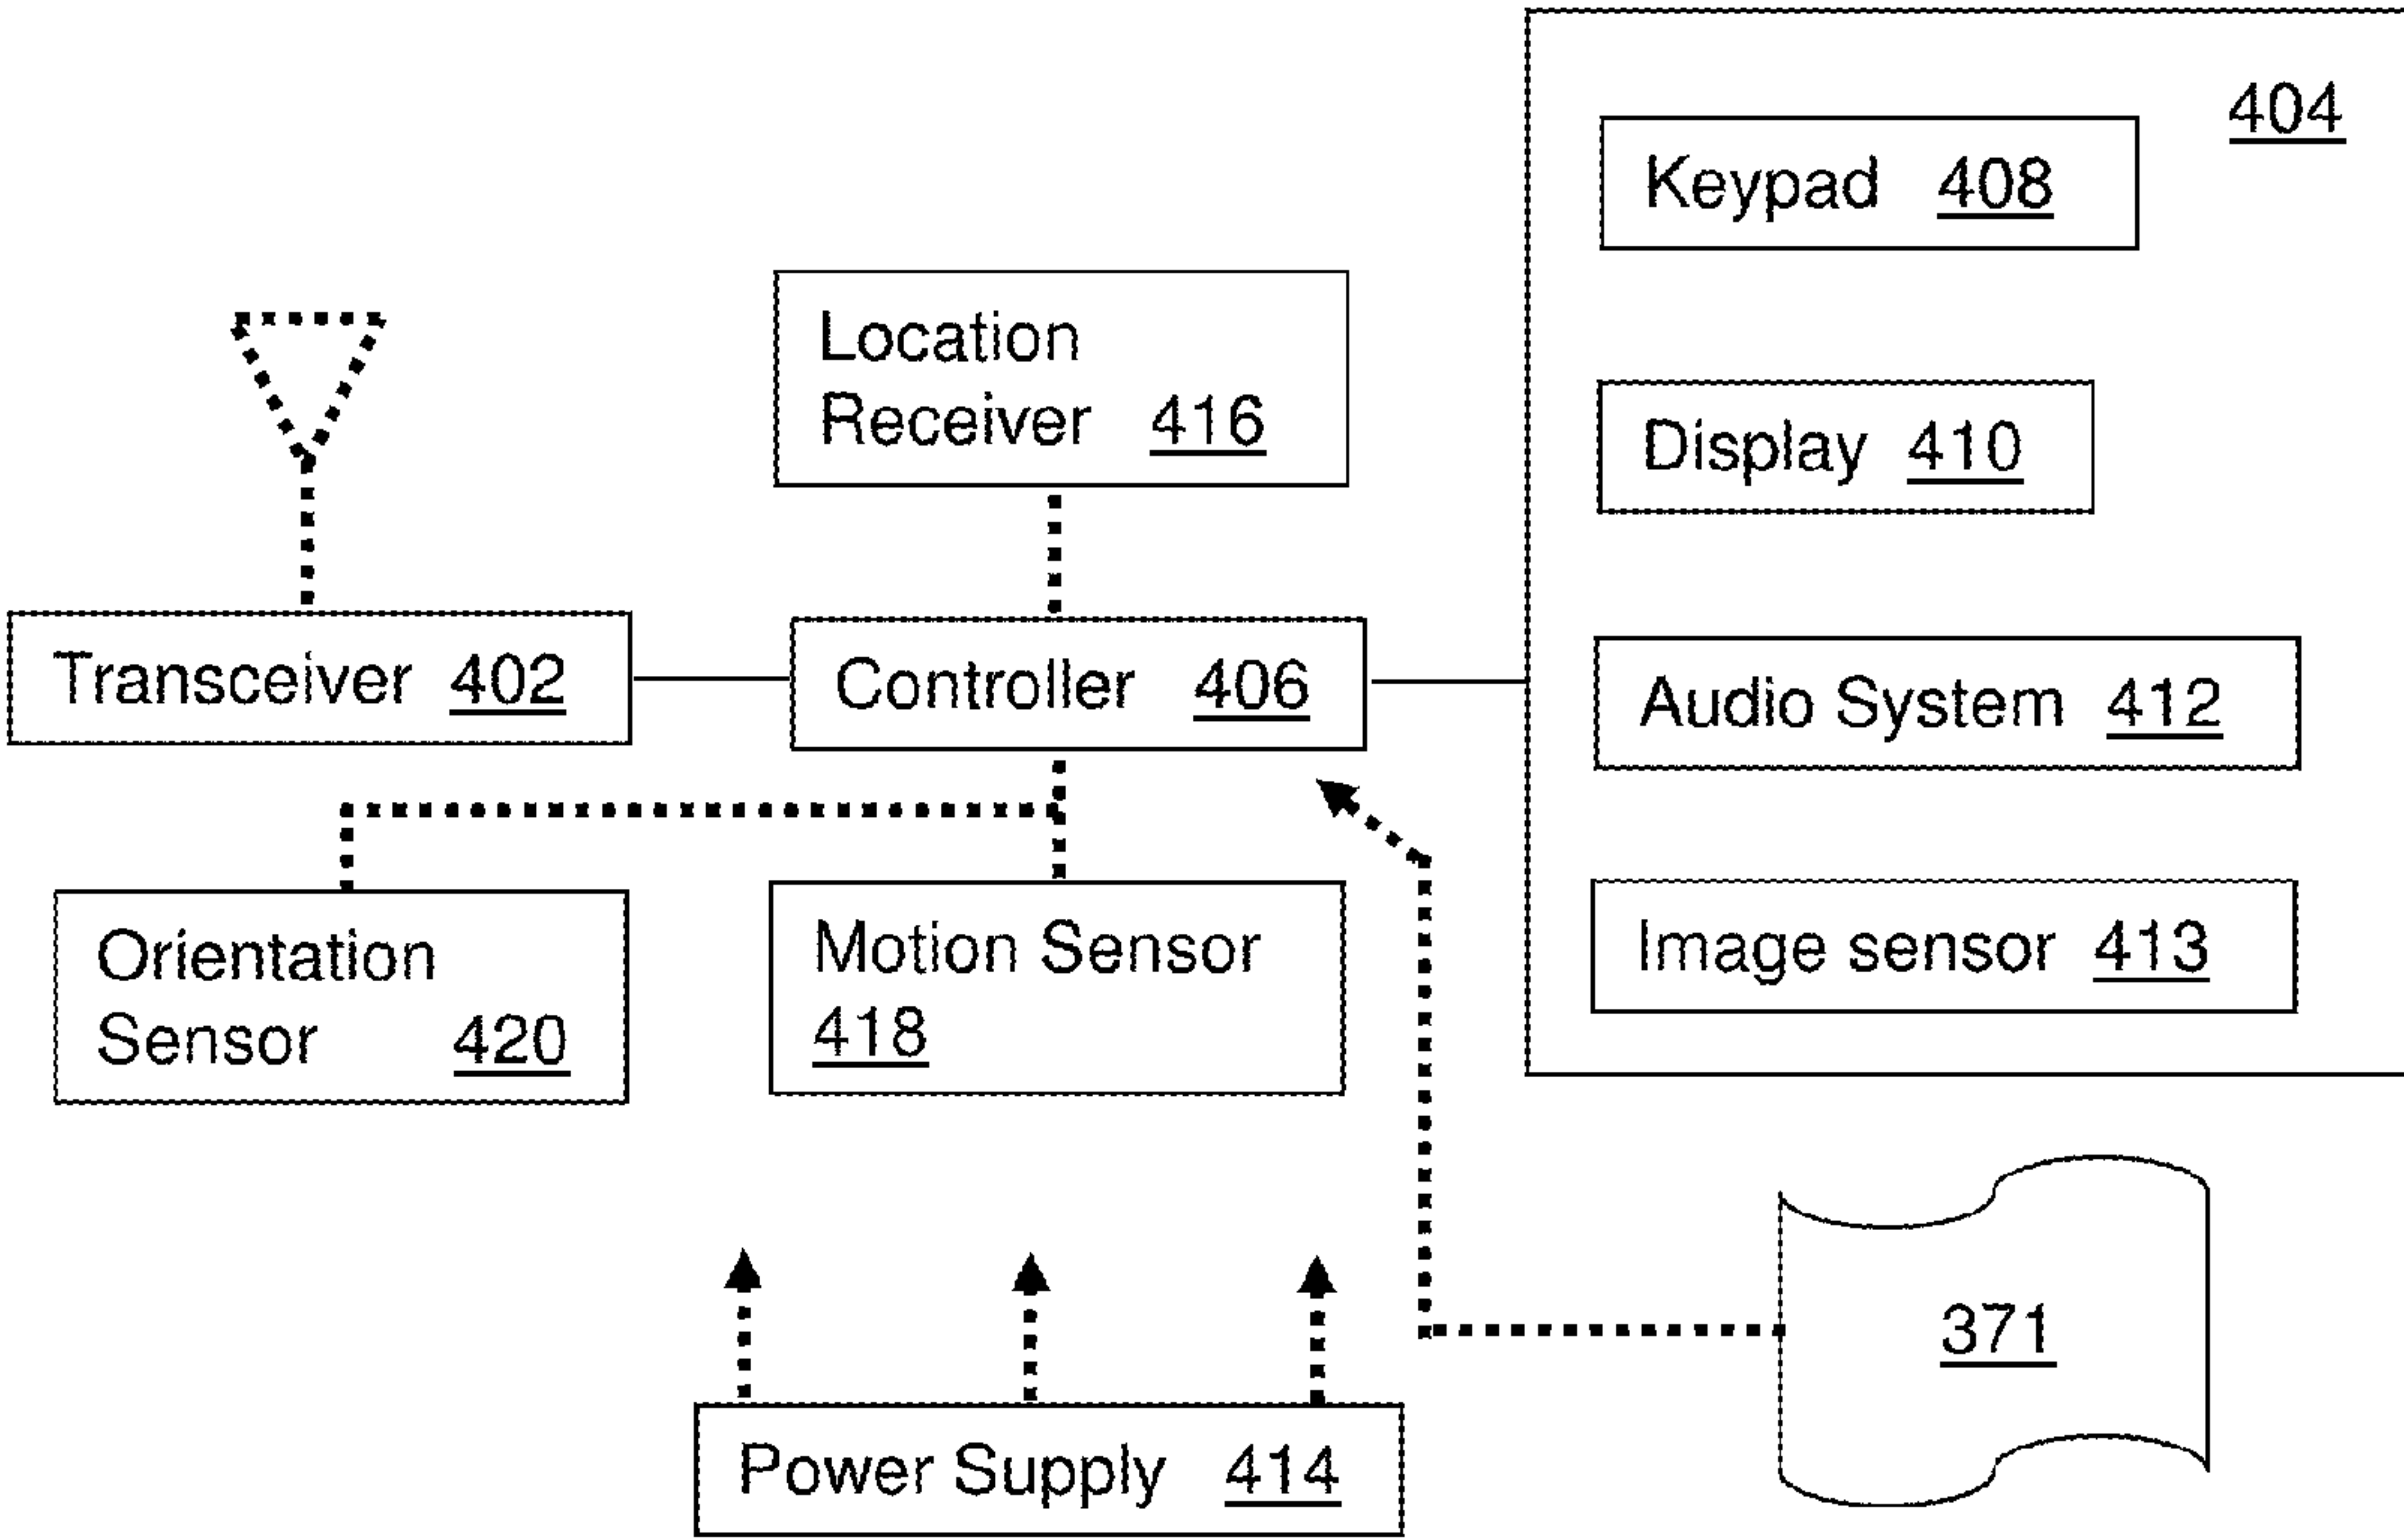 404
Keypad 408
Location
Receiver 416
Display 410
Transceiver 402
Controller 406
Audio System 412
Orientation
Sensor 420
Motion Sensor
418
Image sensor 413
371
Power Supply 414